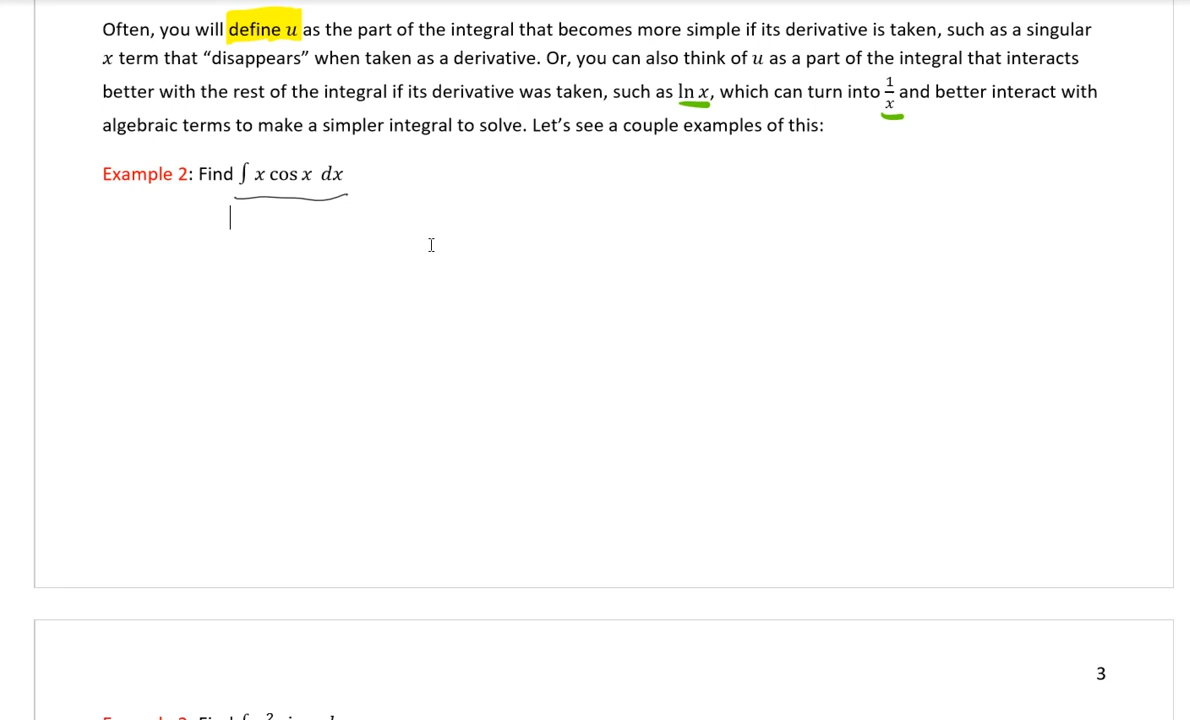 Often, you will define u as the part of the integral that becomes more simple if its derivative is taken, such as a singular
x term that “disappears” when taken as a derivative. Or, you can also think of u as a part of the integral that interacts
better with the rest of the integral if its derivative was taken, such as ln x, which can turn into 1/x and better interact with
algebraic terms to make a simpler integral to solve. Let’s see a couple examples of this:
Example 2: Find ∫ x cos x dx
3